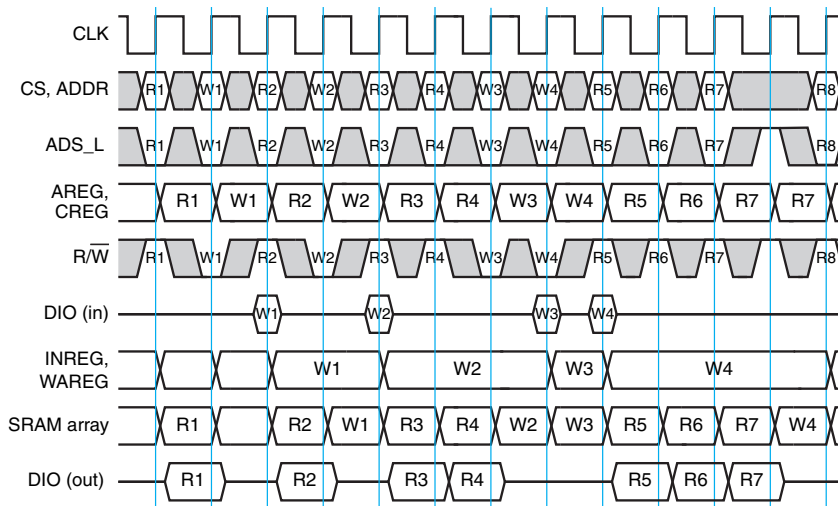 CLK
CS, ADDR R1 W1 R2 W2 R3 R4 W3 W4 R5 R6 R7 R8
ADS_L R1 W1 R2 W2 R3 R4 W3 W4 R5 R6 R7 R8
AREG,
CREG R1 W1 R2 W2 R3 R4 W3 W4 R5 R6 R7 R7
R/W̅ R1 W1 R2 W2 R3 R4 W3 W4 R5 R6 R7 R8
DIO (in) W1 W2 W3 W4
INREG,
WAREG W1 W2 W3 W4
SRAM array R1 R2 W1 R3 R4 W2 W3 R5 R6 R7 W4
DIO (out) R1 R2 R3 R4 R5 R6 R7